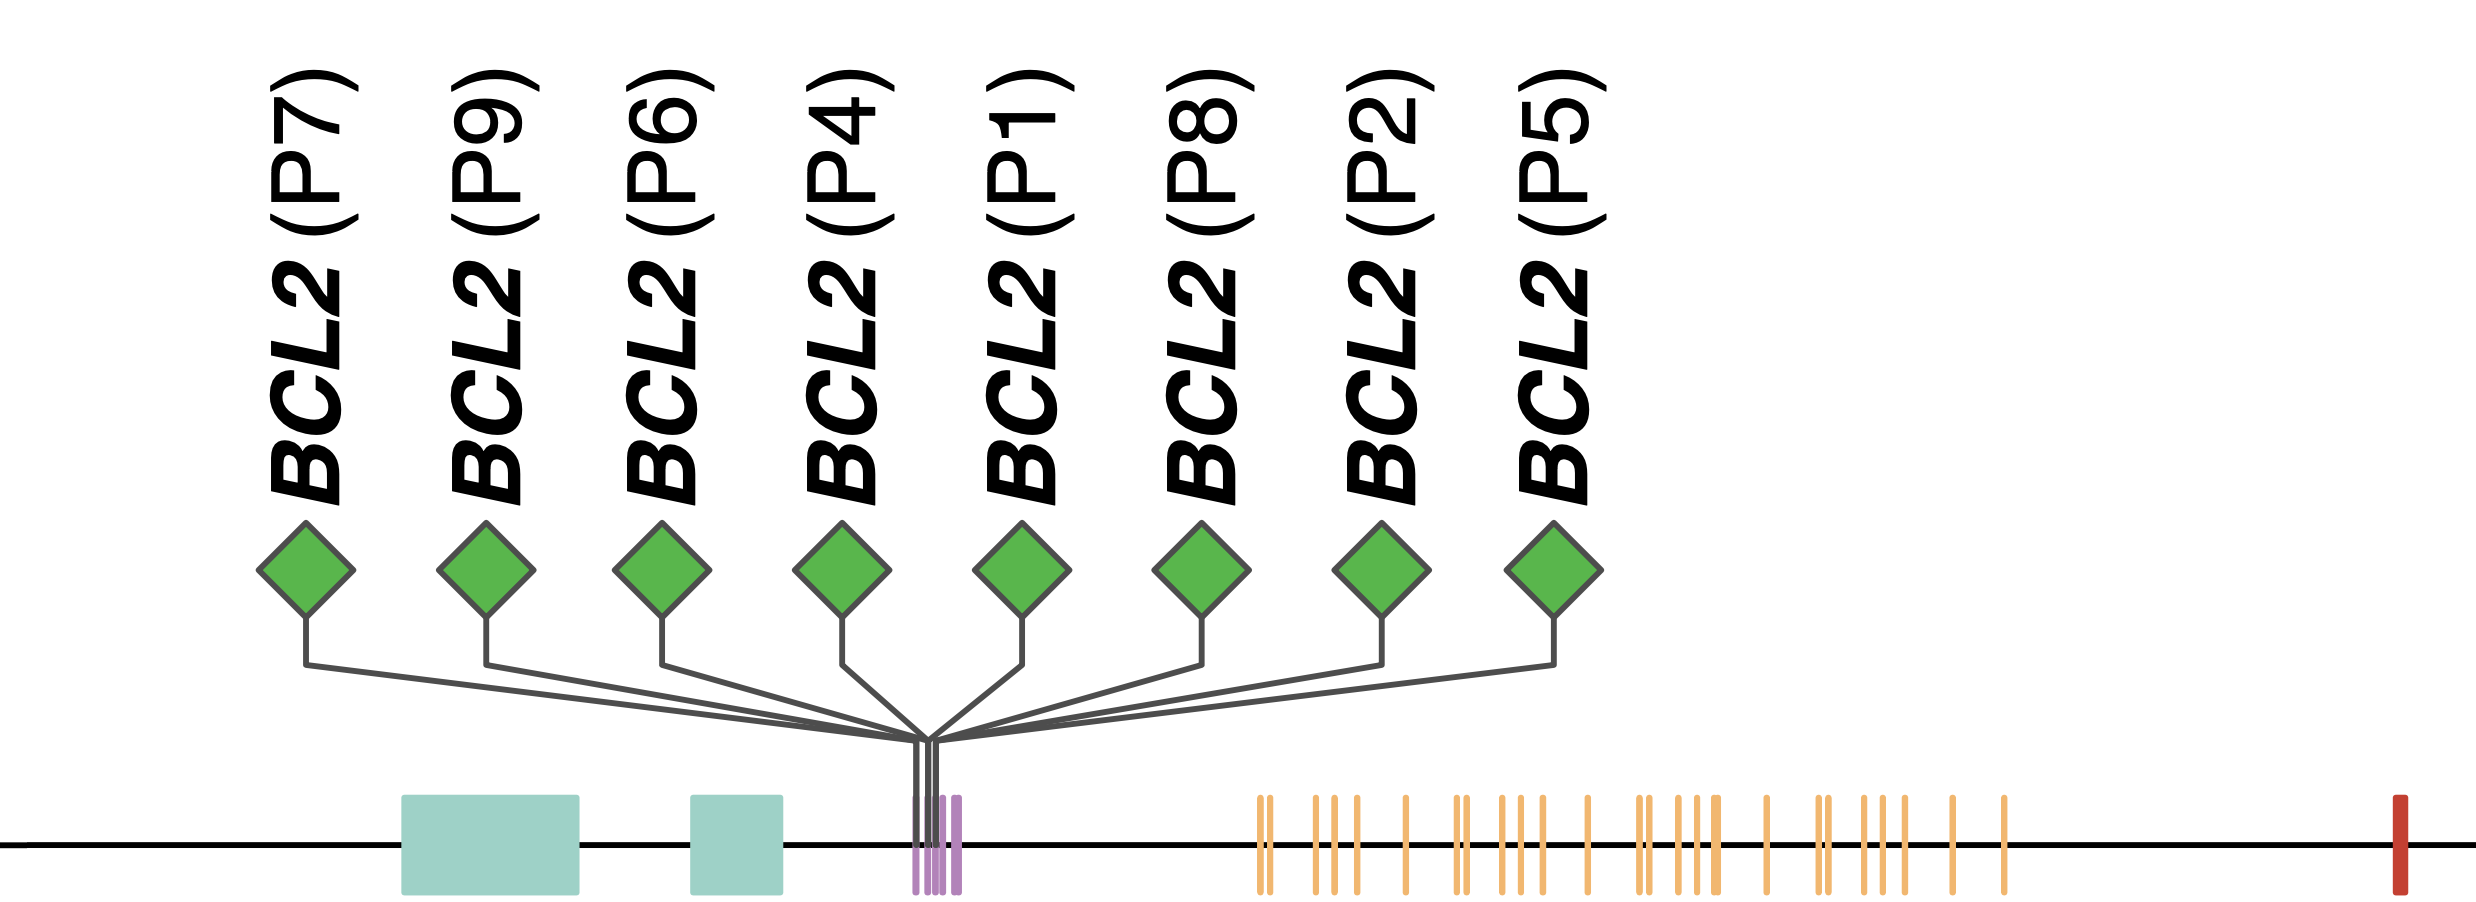 BCL2 (P7)
BCL2 (P9)
BCL2 (P6)
BCL2 (P4)
BCL2 (P1)
BCL2 (P8)
BCL2 (P2)
BCL2 (P5)